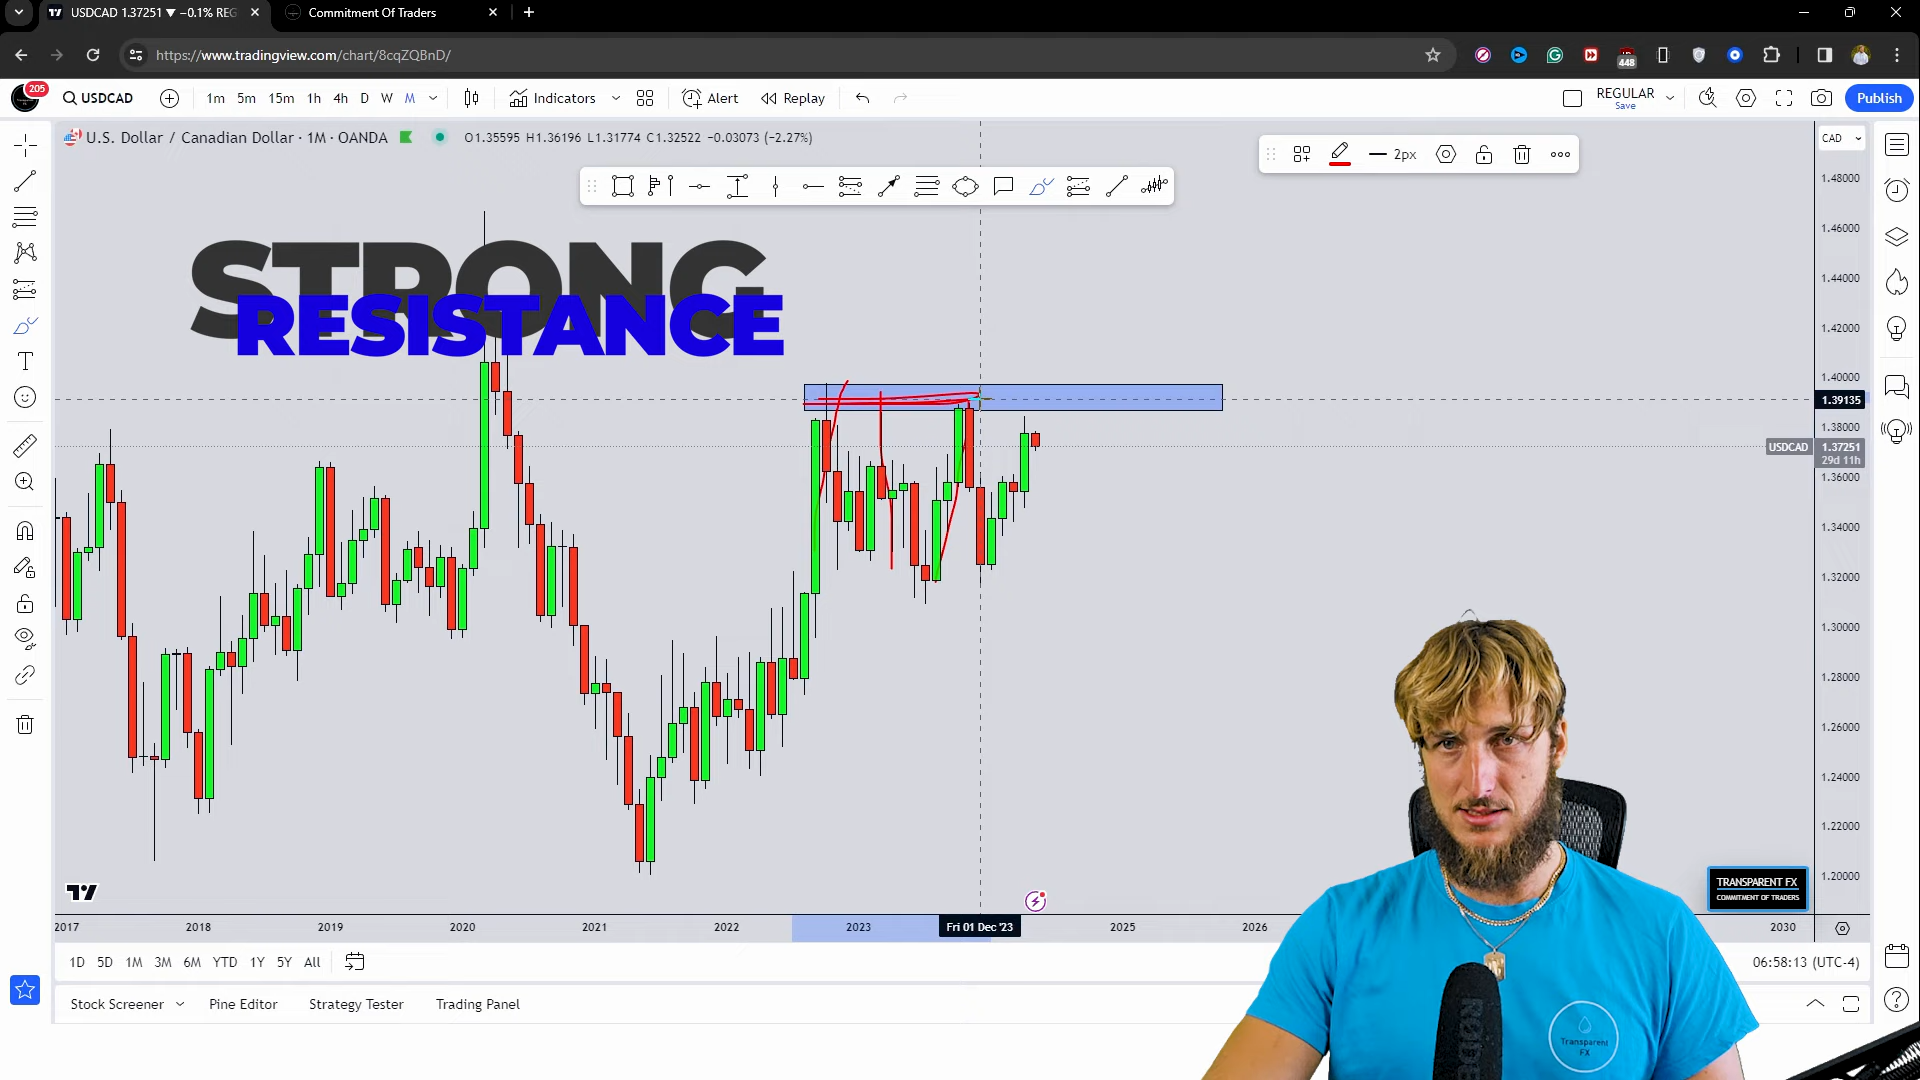 USDCAD 1.37251 ▼ −0.1% REG
Commitment Of Traders
https://www.tradingview.com/chart/8cqZQBnD/
448
205
USDCAD
1m 5m 15m 1h 4h D W M
Indicators
Alert
Replay
REGULAR
Save
Publish
U.S. Dollar / Canadian Dollar · 1M · OANDA
O1.35595 H1.36196 L1.31774 C1.32522 −0.03073 (−2.27%)
CAD
2px
STRONG
RESISTANCE
1.48000
1.46000
1.44000
1.42000
1.40000
1.39135
1.38000
USDCAD 1.37251
29d 11h
1.36000
1.34000
1.32000
1.30000
1.28000
1.26000
1.24000
1.22000
1.20000
TRANSPARENT FX
COMMITMENT OF TRADERS
2017 2018 2019 2020 2021 2022 2023 Fri 01 Dec '23 2025 2026 2030
1D 5D 1M 3M 6M YTD 1Y 5Y All
06:58:13 (UTC-4)
Stock Screener Pine Editor Strategy Tester Trading Panel
RØDE
Transparent
FX